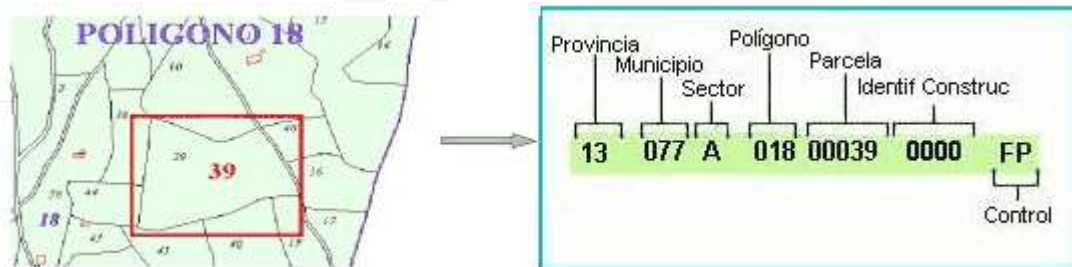 POLIGONO 18
39
18
Provincia
Municipio
Sector
Polígono
Parcela
Identif Construc
13 077 A 018 00039 0000 FP
Control